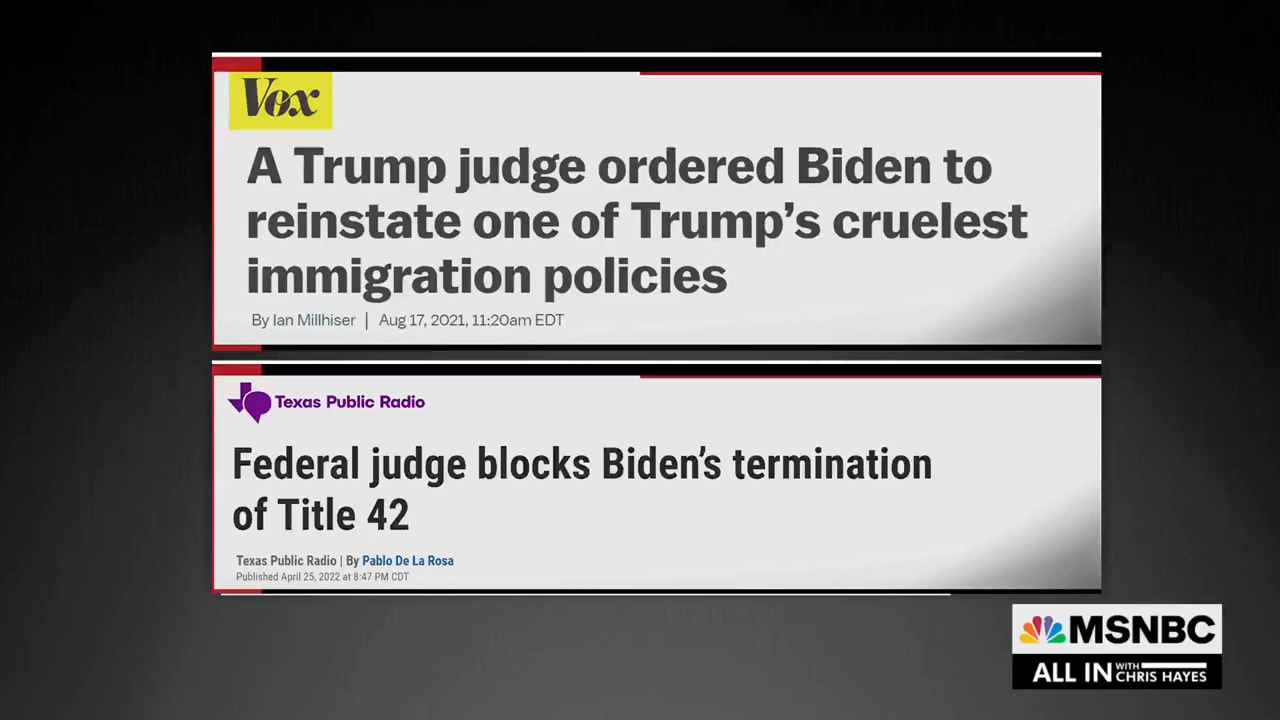 Vox
A Trump judge ordered Biden to
reinstate one of Trump’s cruelest
immigration policies
By Ian Millhiser | Aug 17, 2021, 11:20am EDT
Texas Public Radio
Federal judge blocks Biden’s termination
of Title 42
Texas Public Radio | By Pablo De La Rosa
Published April 25, 2022 at 8:47 PM CDT
MSNBC
ALL IN WITH CHRIS HAYES